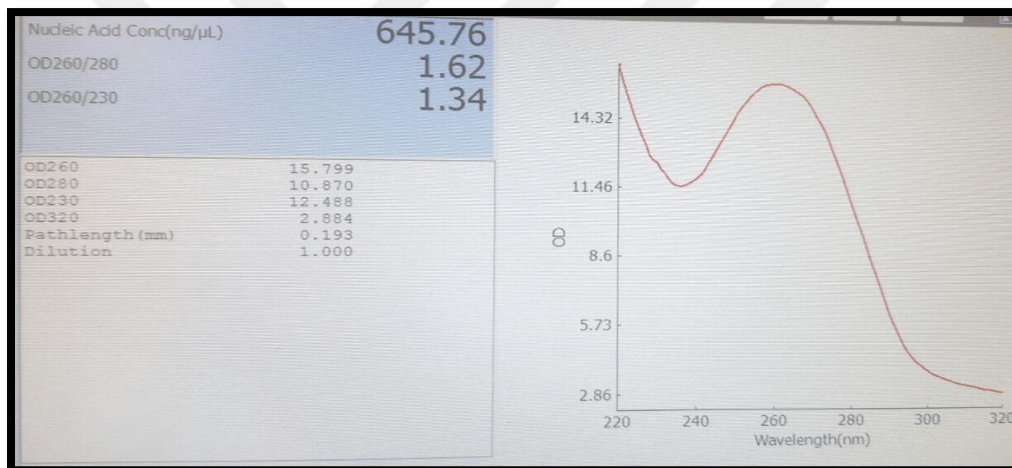 Nucleic Acid Conc(ng/µL) 645.76
OD260/280 1.62
OD260/230 1.34
OD260 15.799
OD280 10.870
OD230 12.488
OD320 2.884
Pathlength(mm) 0.193
Dilution 1.000
14.32
11.46
8.6
5.73
2.86
OD
220 240 260 280 300 320
Wavelength(nm)